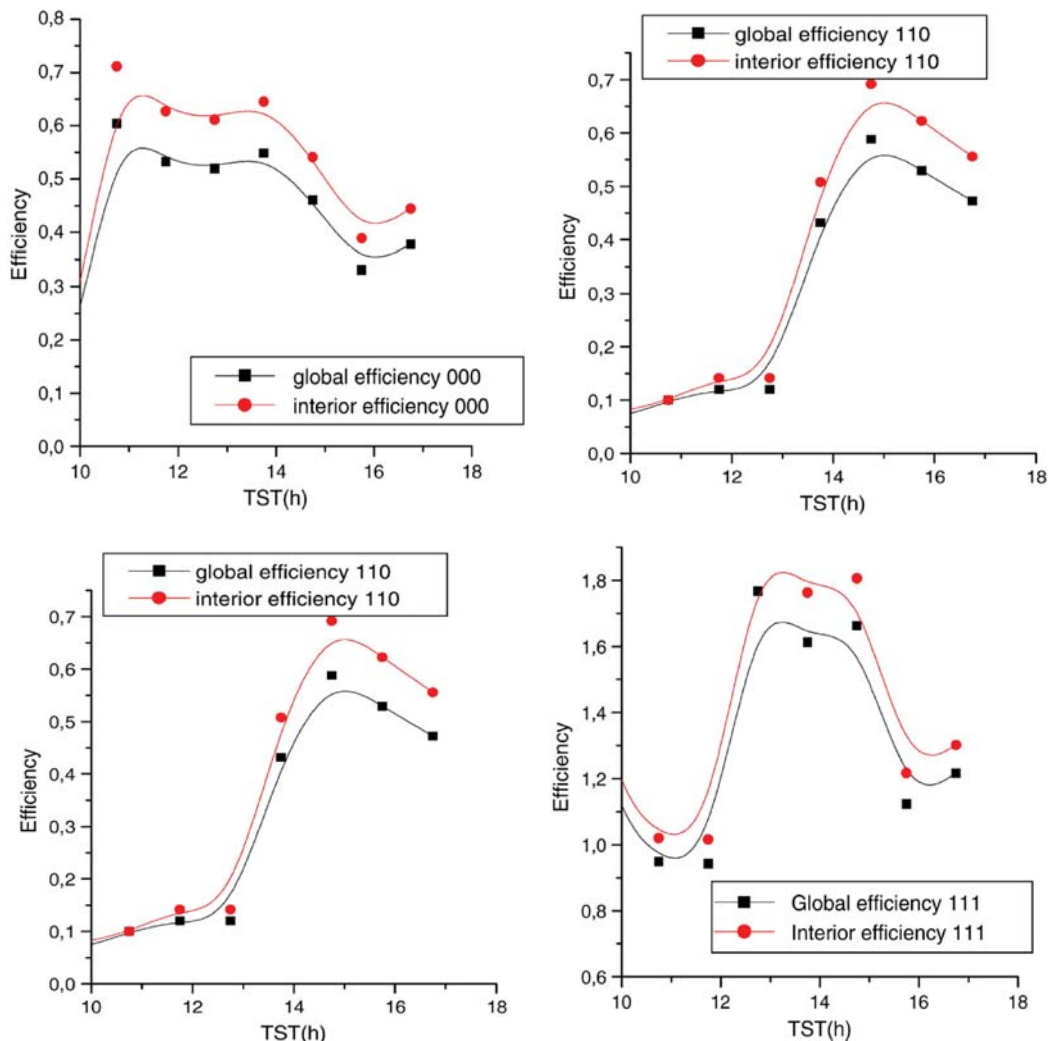 0,8
0,7
0,6
0,5
0,4
0,3
0,2
0,1
0,0
Efficiency
global efficiency 000
interior efficiency 000
10 12 14 16 18
TST(h)
global efficiency 110
interior efficiency 110
0,7
0,6
0,5
0,4
0,3
0,2
0,1
0,0
Efficiency
10 12 14 16 18
TST(h)
global efficiency 110
interior efficiency 110
0,7
0,6
0,5
0,4
0,3
0,2
0,1
0,0
Efficiency
10 12 14 16 18
TST(h)
1,8
1,6
1,4
1,2
1,0
0,8
0,6
Efficiency
Global efficiency 111
Interior efficiency 111
10 12 14 16 18
TST(h)